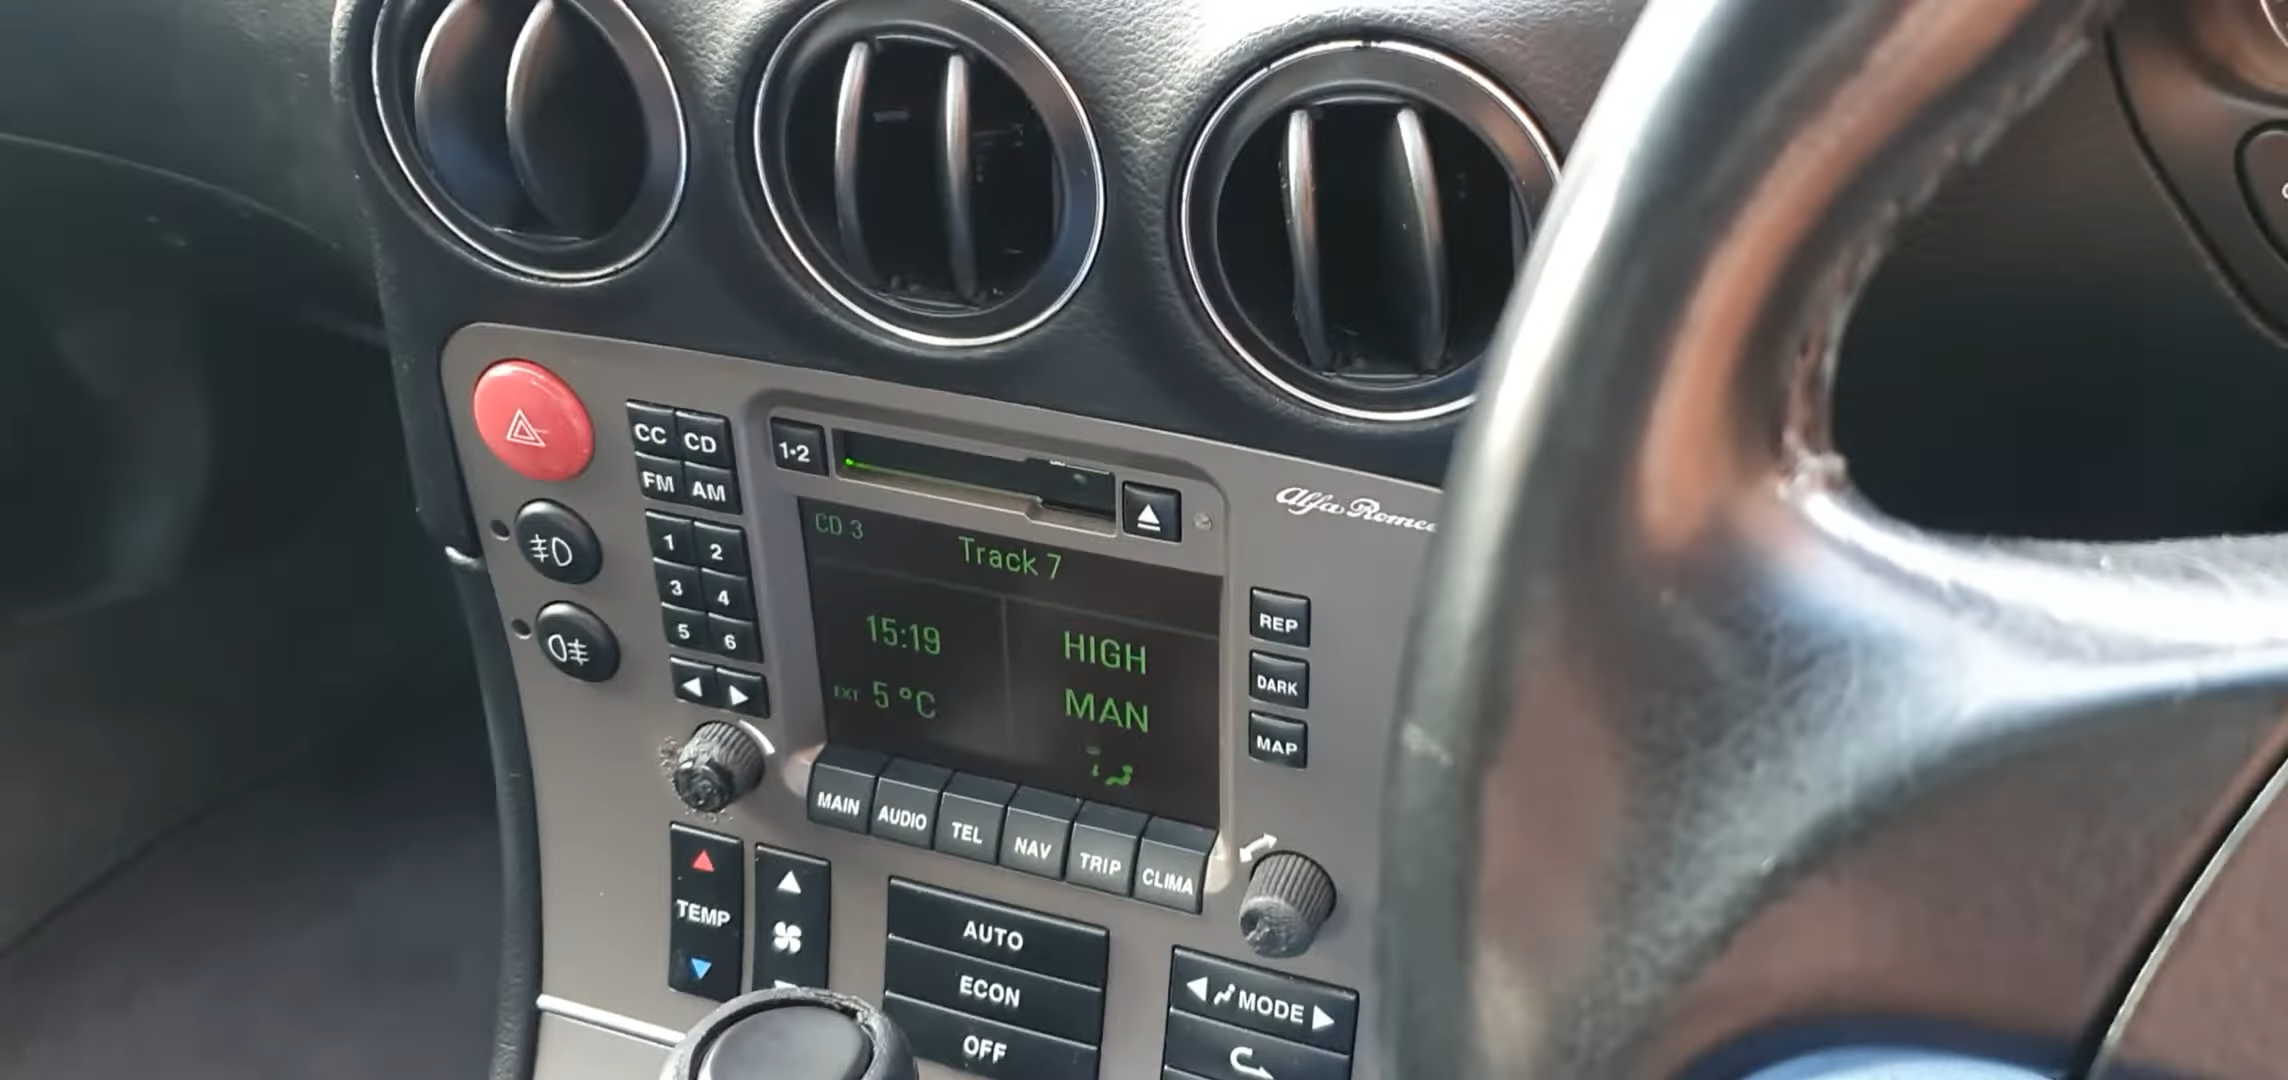 CC CD
FM AM
1 2
3 4
5 6
1•2
Alfa Romeo
CD 3
Track 7
15:19
HIGH
EXT 5 °C
MAN
REP
DARK
MAP
MAIN AUDIO TEL NAV TRIP CLIMA
TEMP
AUTO
ECON
OFF
MODE